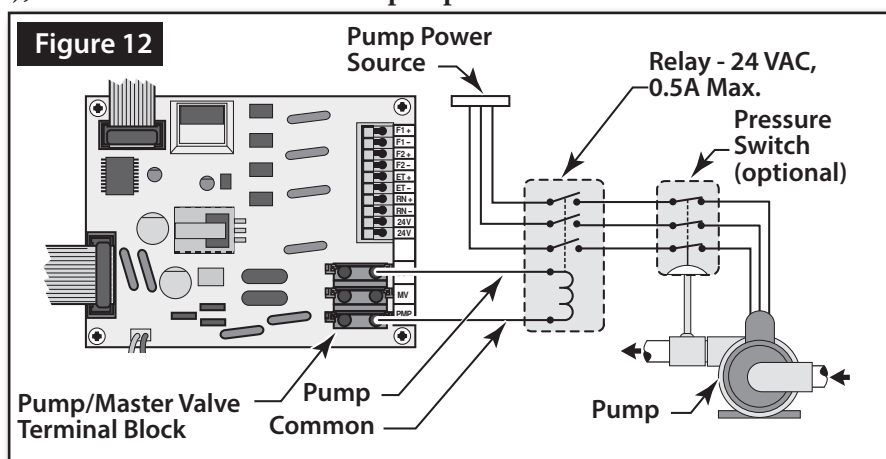 Figure 12
Pump Power
Source
Relay - 24 VAC,
0.5A Max.
Pressure
Switch
(optional)
F1 +
F1 –
F2 +
F2 –
ET +
ET –
RN +
RN –
24V
24V
MV
PMP
Pump/Master Valve
Terminal Block
Pump
Common
Pump